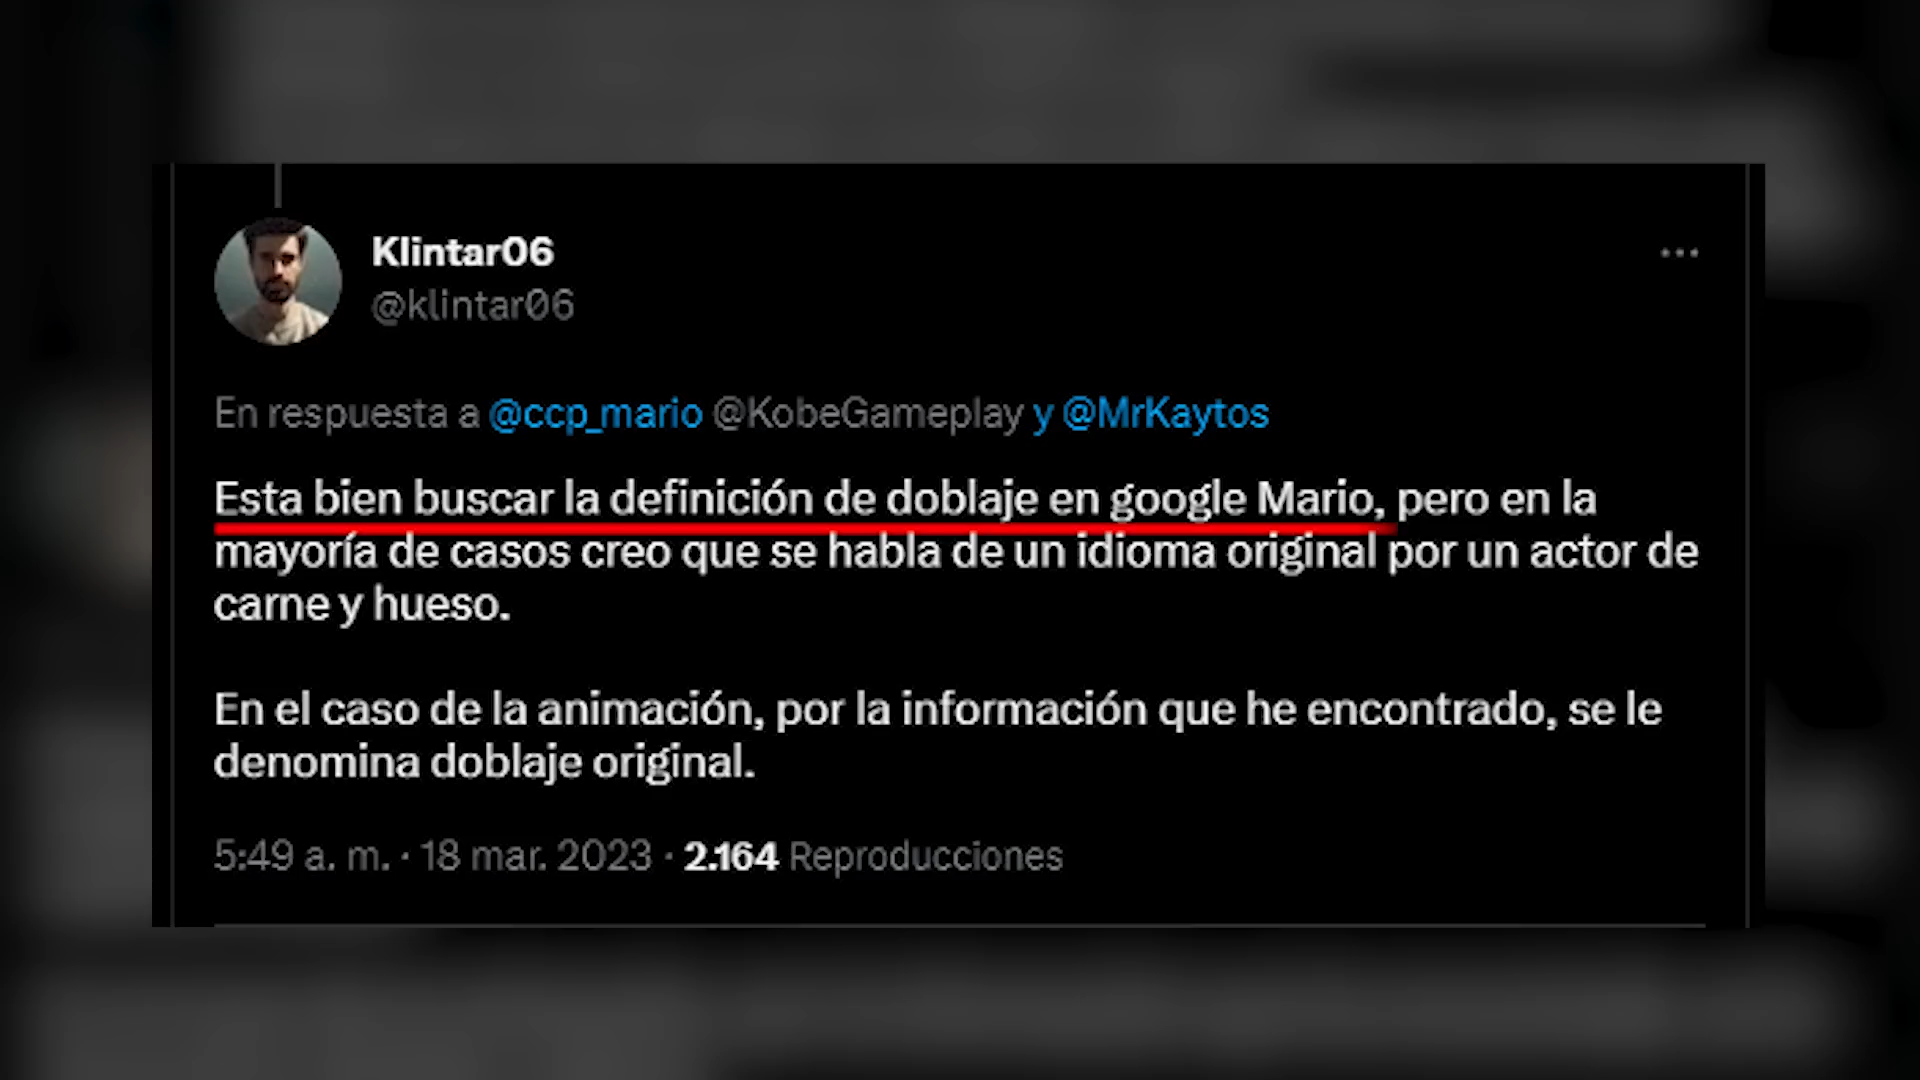 Klintar06
@klintar06
En respuesta a @ccp_mario @KobeGameplay y @MrKaytos
Esta bien buscar la definición de doblaje en google Mario, pero en la
mayoría de casos creo que se habla de un idioma original por un actor de
carne y hueso.
En el caso de la animación, por la información que he encontrado, se le
denomina doblaje original.
5:49 a. m. · 18 mar. 2023 · 2.164 Reproducciones